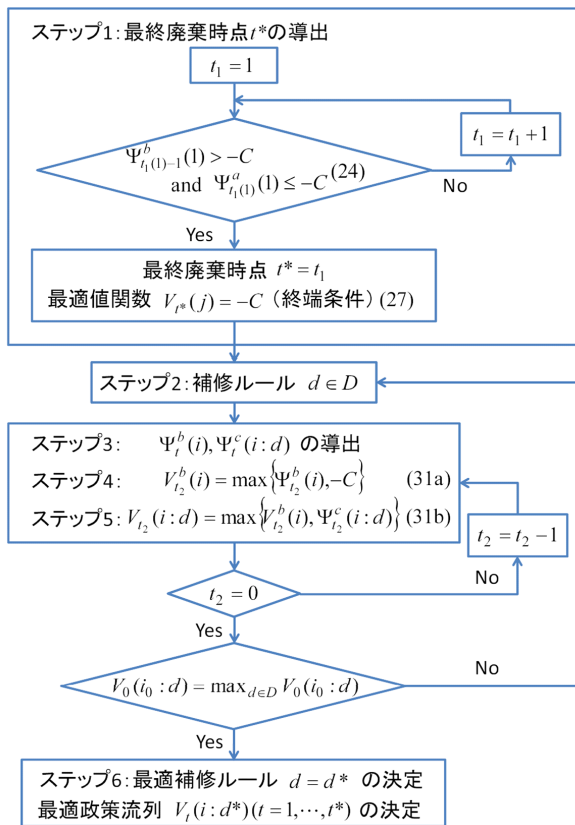 ステップ1:最終廃棄時点t*の導出
t₁ = 1
t₁ = t₁ + 1
Ψ^b_{t₁(1)−1}(1) > −C
and Ψ^a_{t₁(1)}(1) ≤ −C (24)
No
Yes
最終廃棄時点 t* = t₁
最適値関数 V_{t*}(j) = −C (終端条件) (27)
ステップ2:補修ルール d ∈ D
ステップ3: Ψ^b_t(i), Ψ^c_t(i : d) の導出
ステップ4: V^b_{t₂}(i) = max{Ψ^b_{t₂}(i), −C} (31a)
ステップ5: V_{t₂}(i : d) = max{V^b_{t₂}(i), Ψ^c_{t₂}(i : d)} (31b)
t₂ = t₂ − 1
No
t₂ = 0
Yes
No
V₀(i₀ : d) = max_{d∈D} V₀(i₀ : d)
Yes
ステップ6:最適補修ルール d = d* の決定
最適政策流列 V_t(i : d*)(t = 1, ⋯, t*) の決定